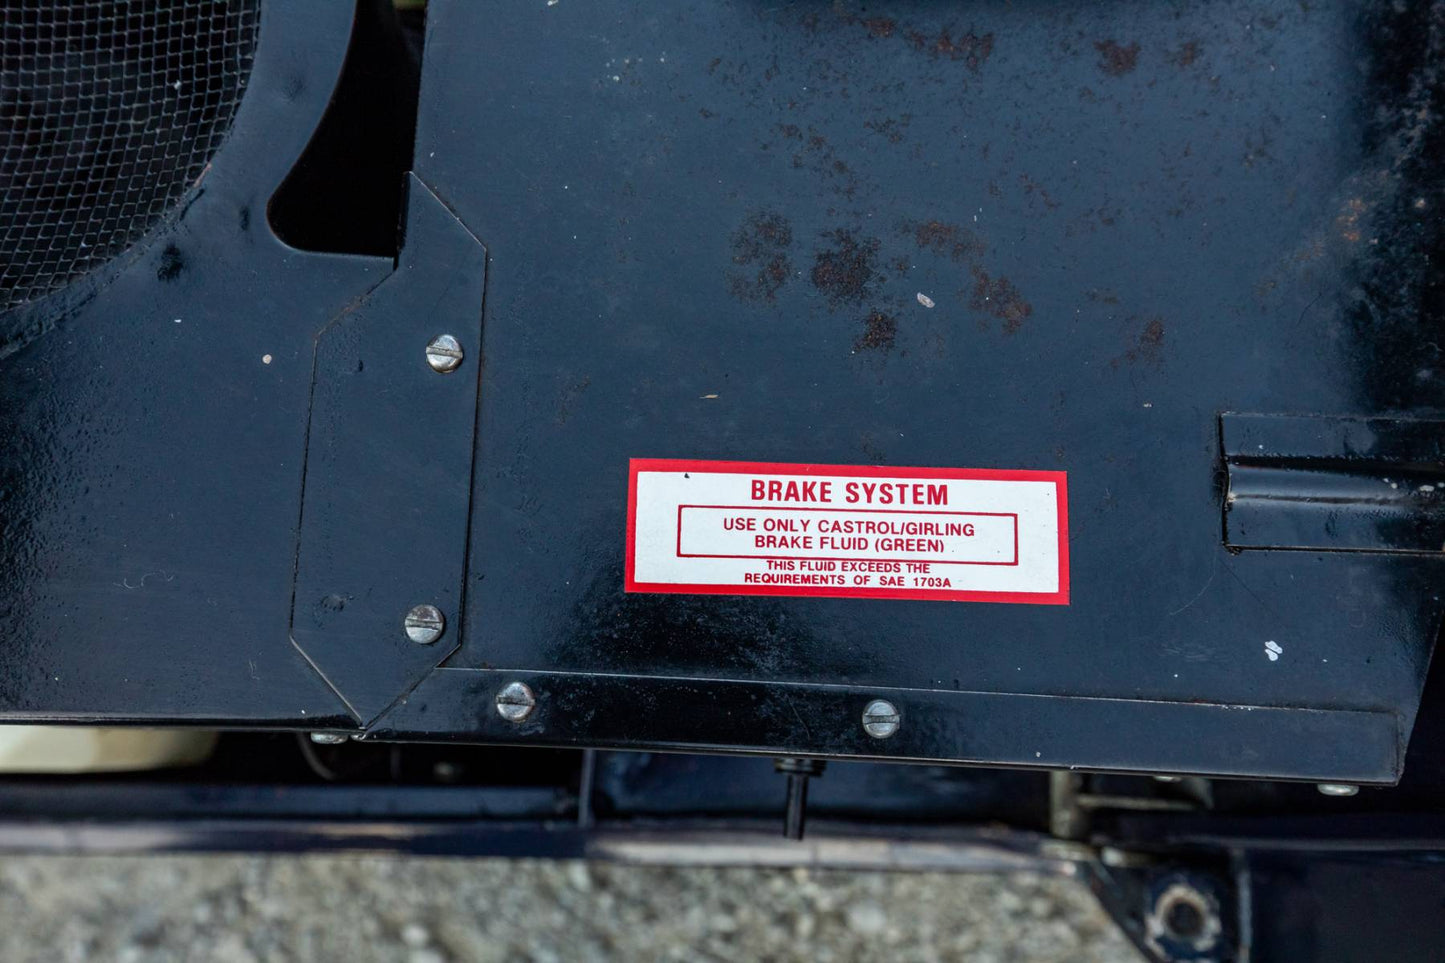 BRAKE SYSTEM
USE ONLY CASTROL/GIRLING
BRAKE FLUID (GREEN)
THIS FLUID EXCEEDS THE
REQUIREMENTS OF SAE 1703A